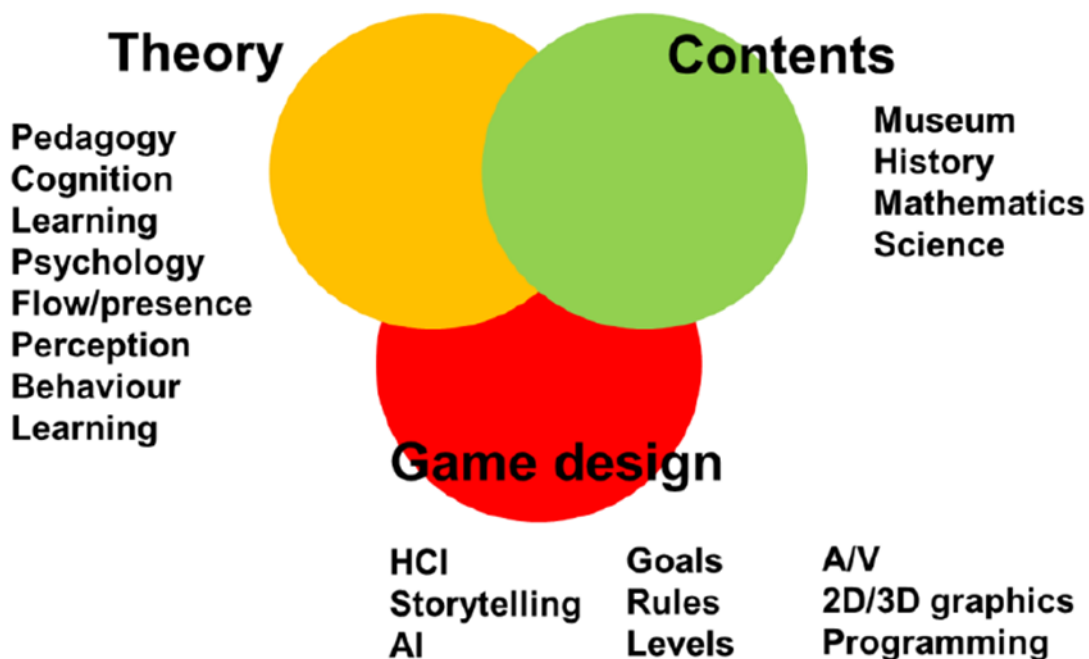 Theory
Pedagogy
Cognition
Learning
Psychology
Flow/presence
Perception
Behaviour
Learning
Contents
Museum
History
Mathematics
Science
Game design
HCI
Storytelling
AI
Goals
Rules
Levels
A/V
2D/3D graphics
Programming